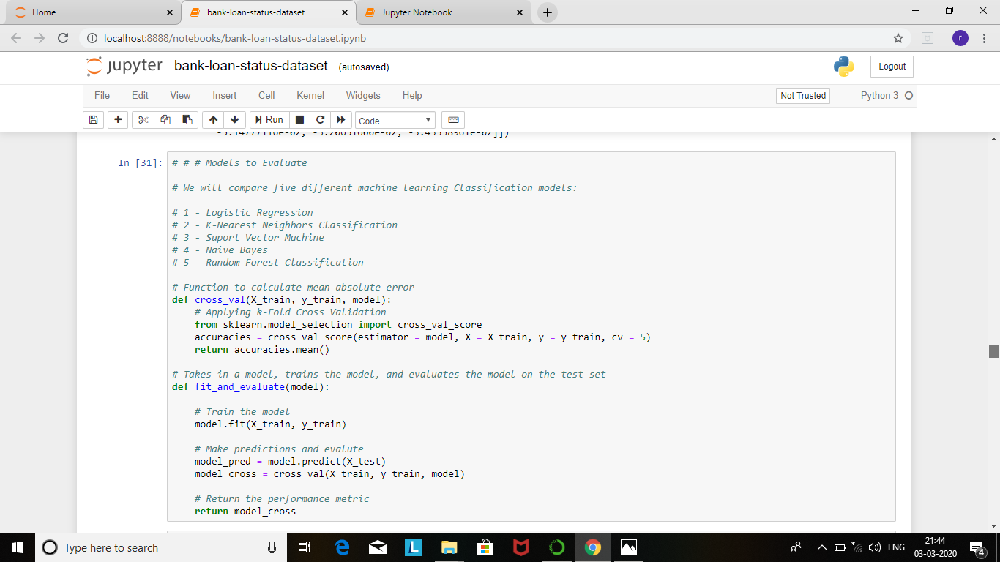 Home
bank-loan-status-dataset
Jupyter Notebook
localhost:8888/notebooks/bank-loan-status-dataset.ipynb
r
jupyter bank-loan-status-dataset (autosaved)
Logout
File Edit View Insert Cell Kernel Widgets Help
Not Trusted
Python 3
Run
Code
In [31]:
# # # Models to Evaluate
# We will compare five different machine learning Classification models:
# 1 - Logistic Regression
# 2 - K-Nearest Neighbors Classification
# 3 - Suport Vector Machine
# 4 - Naive Bayes
# 5 - Random Forest Classification
# Function to calculate mean absolute error
def cross_val(X_train, y_train, model):
# Applying k-Fold Cross Validation
from sklearn.model_selection import cross_val_score
accuracies = cross_val_score(estimator = model, X = X_train, y = y_train, cv = 5)
return accuracies.mean()
# Takes in a model, trains the model, and evaluates the model on the test set
def fit_and_evaluate(model):
# Train the model
model.fit(X_train, y_train)
# Make predictions and evalute
model_pred = model.predict(X_test)
model_cross = cross_val(X_train, y_train, model)
# Return the performance metric
return model_cross
Type here to search
L
ENG
21:44
03-03-2020
4